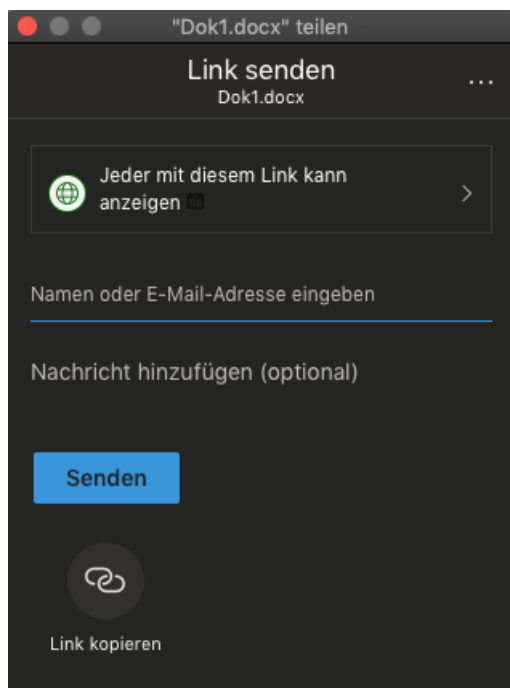 "Dok1.docx" teilen
Link senden
...
Dok1.docx
Jeder mit diesem Link kann
anzeigen
Namen oder E-Mail-Adresse eingeben
Nachricht hinzufügen (optional)
Senden
Link kopieren